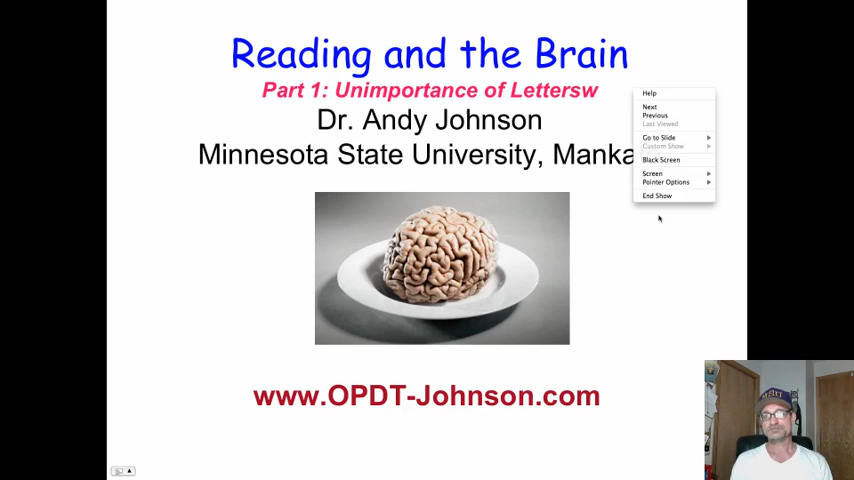 Reading and the Brain
Part 1: Unimportance of Lettersw
Dr. Andy Johnson
Minnesota State University, Manka
Help
Next
Previous
Last Viewed
Go to Slide
Custom Show
Black Screen
Screen
Pointer Options
End Show
www.OPDT-Johnson.com